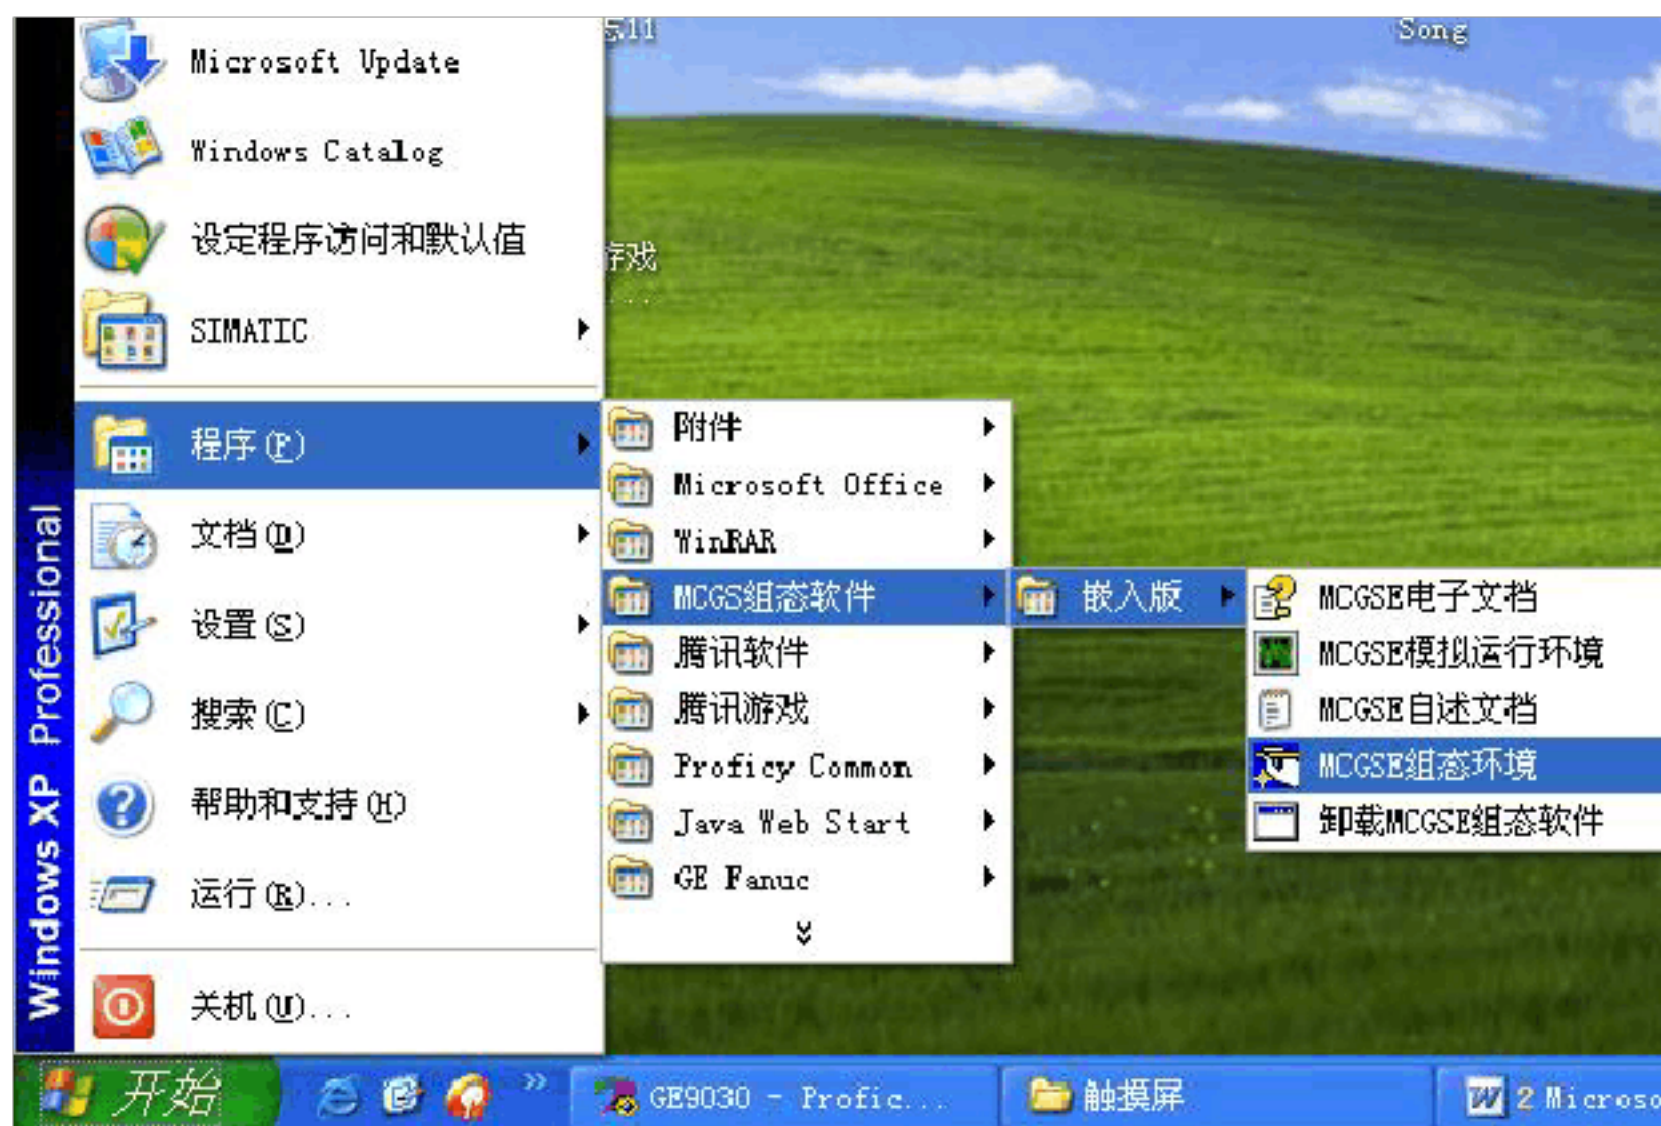 Song
Microsoft Update
Windows Catalog
设定程序访问和默认值
SIMATIC
程序(P)
文档(D)
设置(S)
搜索(C)
帮助和支持(H)
运行(R)...
关机(U)...
Windows XP Professional
附件
Microsoft Office
WinRAR
MCGS组态软件
腾讯软件
腾讯游戏
Proficy Common
Java Web Start
GE Fanuc
嵌入版
MCGSE电子文档
MCGSE模拟运行环境
MCGSE自述文档
MCGSE组态环境
卸载MCGSE组态软件
开始
GE9030 - Profic...
触摸屏
2 Microso